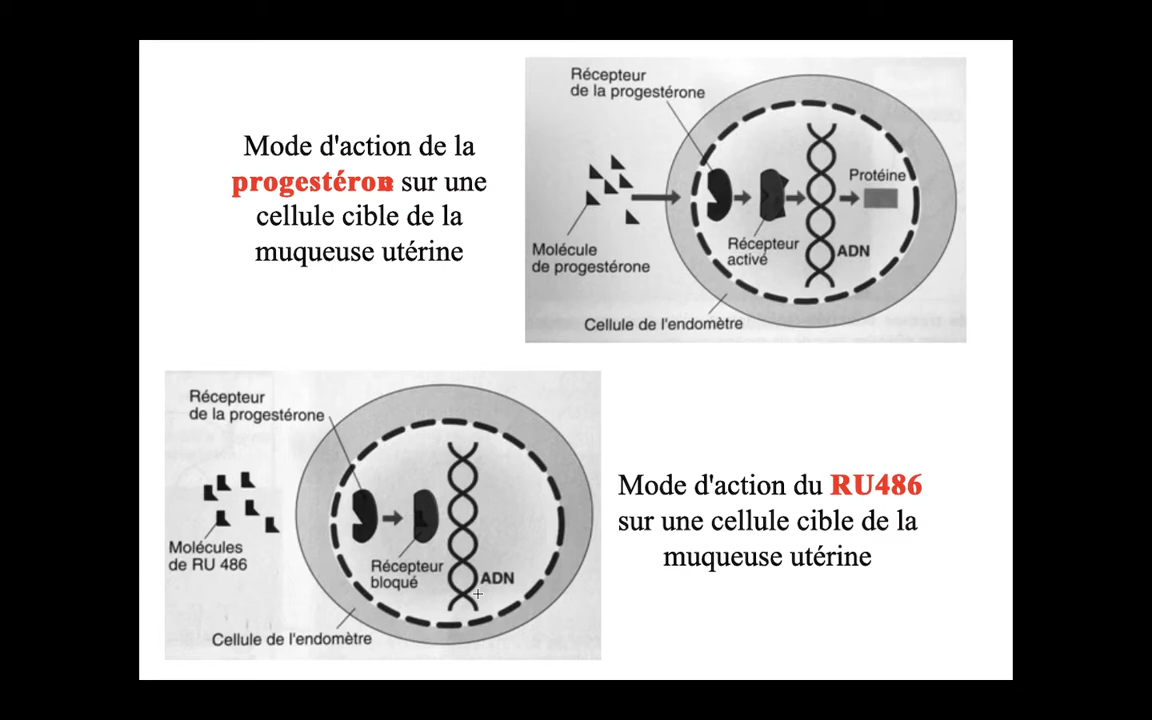 Mode d'action de la
progestéron sur une
cellule cible de la
muqueuse utérine
Récepteur
de la progestérone
Molécule
de progestérone
Récepteur
activé
ADN
Protéine
Cellule de l'endomètre
Récepteur
de la progestérone
Molécules
de RU 486
Récepteur
bloqué
ADN
Cellule de l'endomètre
Mode d'action du RU486
sur une cellule cible de la
muqueuse utérine